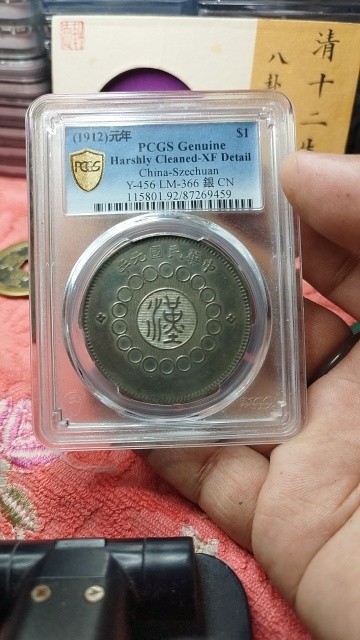 清十二生
八卦
(1912)元年 $1
PCGS Genuine
Harshly Cleaned-XF Detail
China-Szechuan
Y-456 LM-366 銀 CN
115801.92/87269459
PCGS
年元國民華中
漢